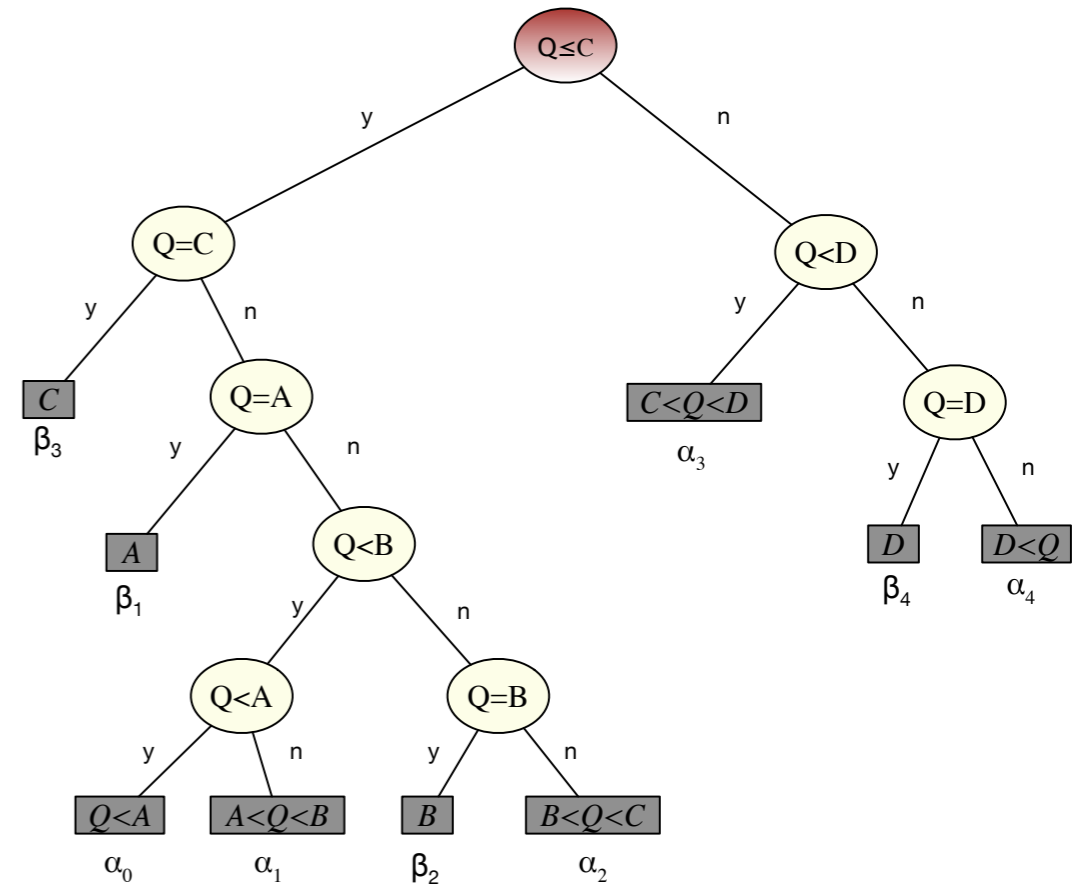 Q≤C
y
n
Q=C
Q<D
y
n
y
n
C
Q=A
C<Q<D
Q=D
β3
α3
y
n
y
n
A
Q<B
D
D<Q
β1
β4
α4
y
n
Q<A
Q=B
y
n
y
n
Q<A
A<Q<B
B
B<Q<C
α0
α1
β2
α2